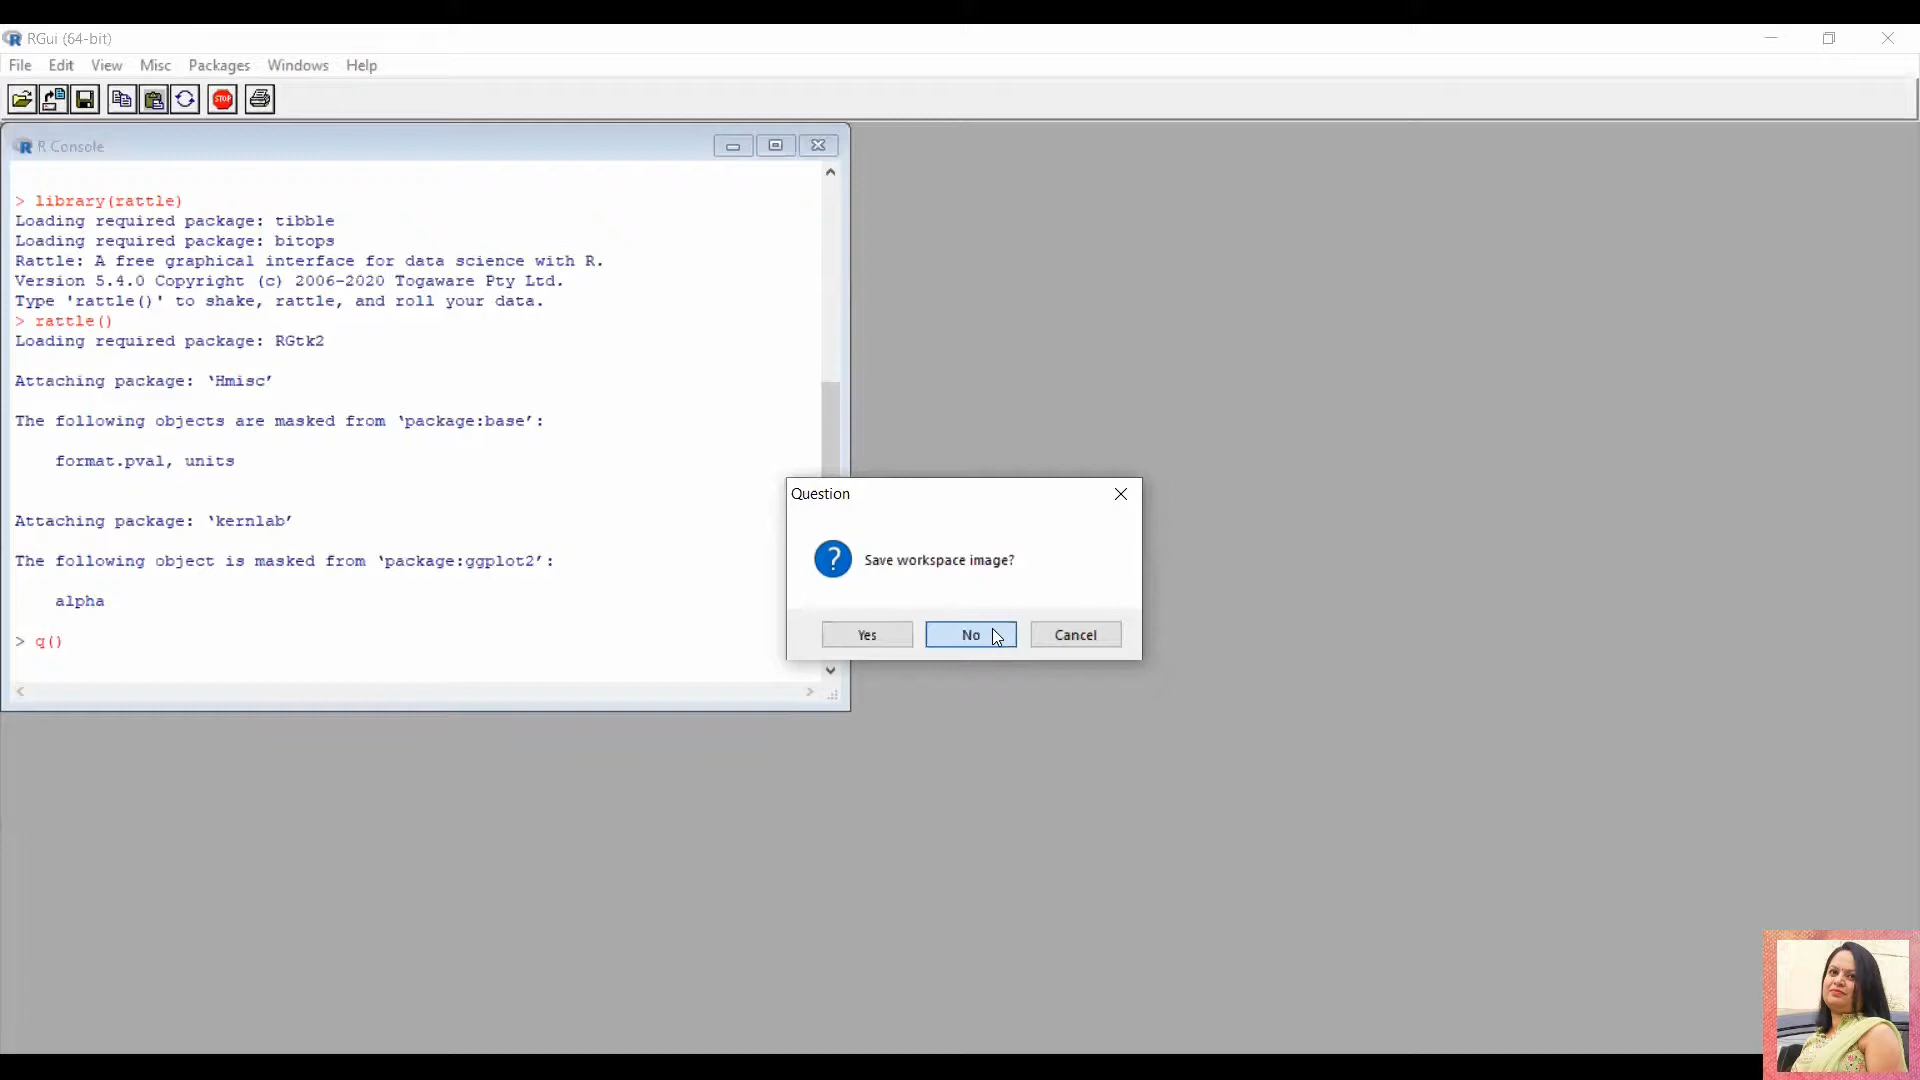 RGui (64-bit)
File Edit View Misc Packages Windows Help
STOP
R Console
> library(rattle)
Loading required package: tibble
Loading required package: bitops
Rattle: A free graphical interface for data science with R.
Version 5.4.0 Copyright (c) 2006-2020 Togaware Pty Ltd.
Type 'rattle()' to shake, rattle, and roll your data.
> rattle()
Loading required package: RGtk2
Attaching package: ‘Hmisc’
The following objects are masked from ‘package:base’:
format.pval, units
Attaching package: ‘kernlab’
The following object is masked from ‘package:ggplot2’:
alpha
> q()
Question
Save workspace image?
Yes No Cancel